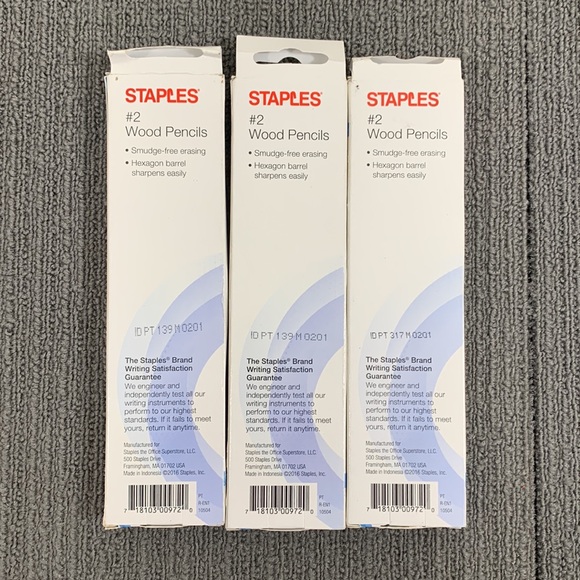 STAPLES
#2
Wood Pencils
• Smudge-free erasing
• Hexagon barrel
sharpens easily
ID PT 139 M 0201
The Staples® Brand
Writing Satisfaction
Guarantee
We engineer and
independently test all our
writing instruments to
perform to our highest
standards. If it fails to meet
yours, return it anytime.
Manufactured for
Staples the Office Superstore, LLC.
500 Staples Drive
Framingham, MA 01702 USA
Made in Indonesia ©2016 Staples, Inc.
7 18103 00972 0
PT
R-ENT
10504
STAPLES
#2
Wood Pencils
• Smudge-free erasing
• Hexagon barrel
sharpens easily
ID PT 139 M 0201
The Staples® Brand
Writing Satisfaction
Guarantee
We engineer and
independently test all our
writing instruments to
perform to our highest
standards. If it fails to meet
yours, return it anytime.
Manufactured for
Staples the Office Superstore, LLC.
500 Staples Drive
Framingham, MA 01702 USA
Made in Indonesia ©2016 Staples, Inc.
7 18103 00972 0
PT
R-ENT
10504
STAPLES
#2
Wood Pencils
• Smudge-free erasing
• Hexagon barrel
sharpens easily
ID PT 317 M 0201
The Staples® Brand
Writing Satisfaction
Guarantee
We engineer and
independently test all our
writing instruments to
perform to our highest
standards. If it fails to meet
yours, return it anytime.
Manufactured for
Staples the Office Superstore, LLC.
500 Staples Drive
Framingham, MA 01702 USA
Made in Indonesia ©2016 Staples, Inc.
7 18103 00972 0
PT
R-ENT
10504